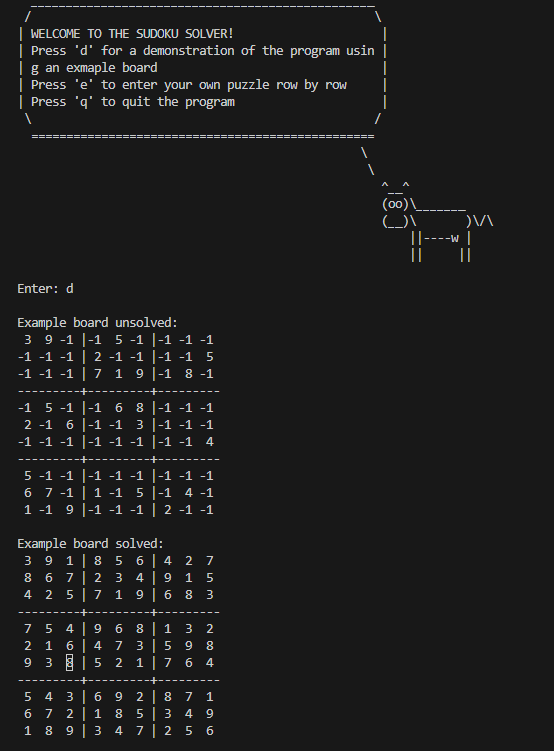 WELCOME TO THE SUDOKU SOLVER!
Press 'd' for a demonstration of the program usin
g an exmaple board
Press 'e' to enter your own puzzle row by row
Press 'q' to quit the program
^__^
(oo)\_______
(__)\       )\/\
||----w |
||     ||
Enter: d
Example board unsolved:
 3  9 -1 |-1  5 -1 |-1 -1 -1
-1 -1 -1 | 2 -1 -1 |-1 -1  5
-1 -1 -1 | 7  1  9 |-1  8 -1
---------+---------+---------
-1  5 -1 |-1  6  8 |-1 -1 -1
 2 -1  6 |-1 -1  3 |-1 -1 -1
-1 -1 -1 |-1 -1 -1 |-1 -1  4
---------+---------+---------
 5 -1 -1 |-1 -1 -1 |-1 -1 -1
 6  7 -1 | 1 -1  5 |-1  4 -1
 1 -1  9 |-1 -1 -1 | 2 -1 -1
Example board solved:
 3  9  1 | 8  5  6 | 4  2  7
 8  6  7 | 2  3  4 | 9  1  5
 4  2  5 | 7  1  9 | 6  8  3
---------+---------+---------
 7  5  4 | 9  6  8 | 1  3  2
 2  1  6 | 4  7  3 | 5  9  8
 9  3  8 | 5  2  1 | 7  6  4
---------+---------+---------
 5  4  3 | 6  9  2 | 8  7  1
 6  7  2 | 1  8  5 | 3  4  9
 1  8  9 | 3  4  7 | 2  5  6